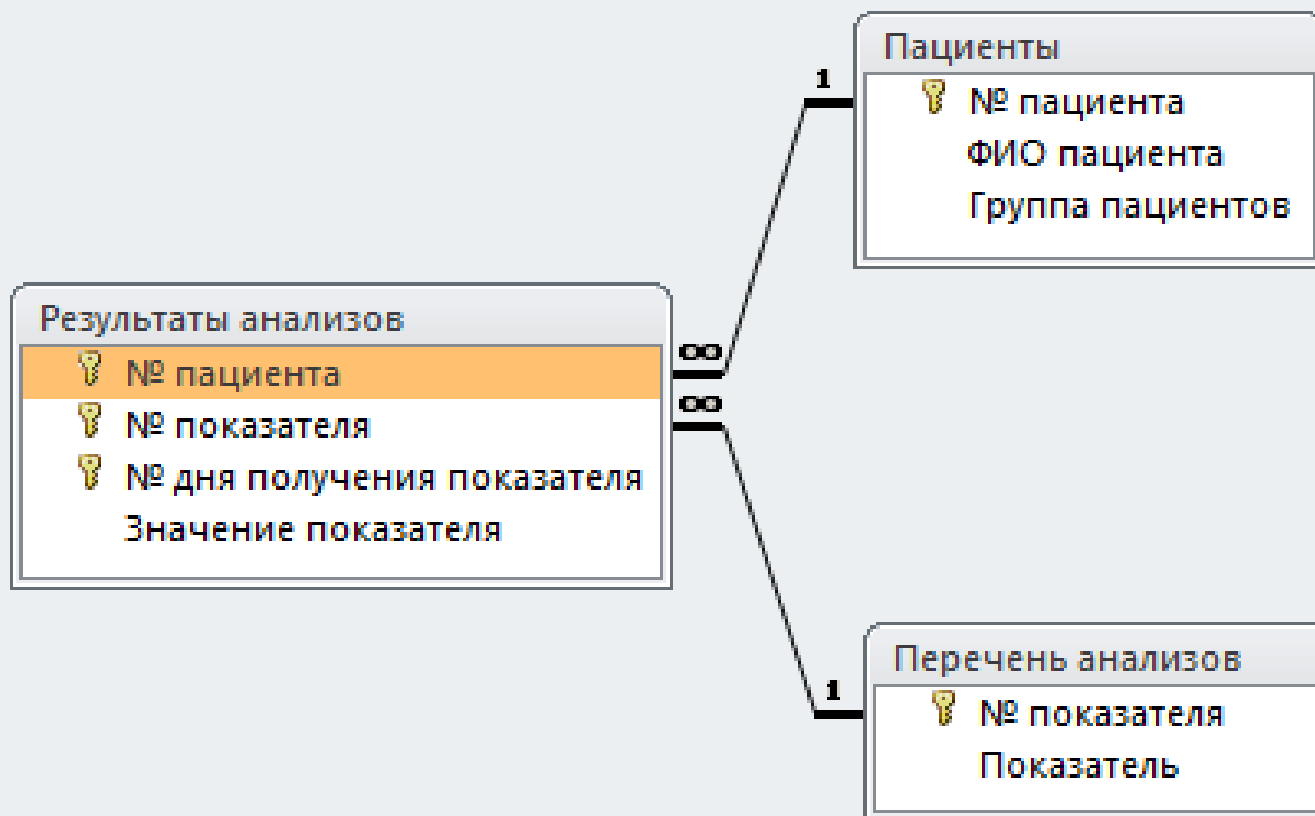 Пациенты
1
№ пациента
ФИО пациента
Группа пациентов
Результаты анализов
∞
№ пациента
∞
№ показателя
№ дня получения показателя
Значение показателя
Перечень анализов
1
№ показателя
Показатель